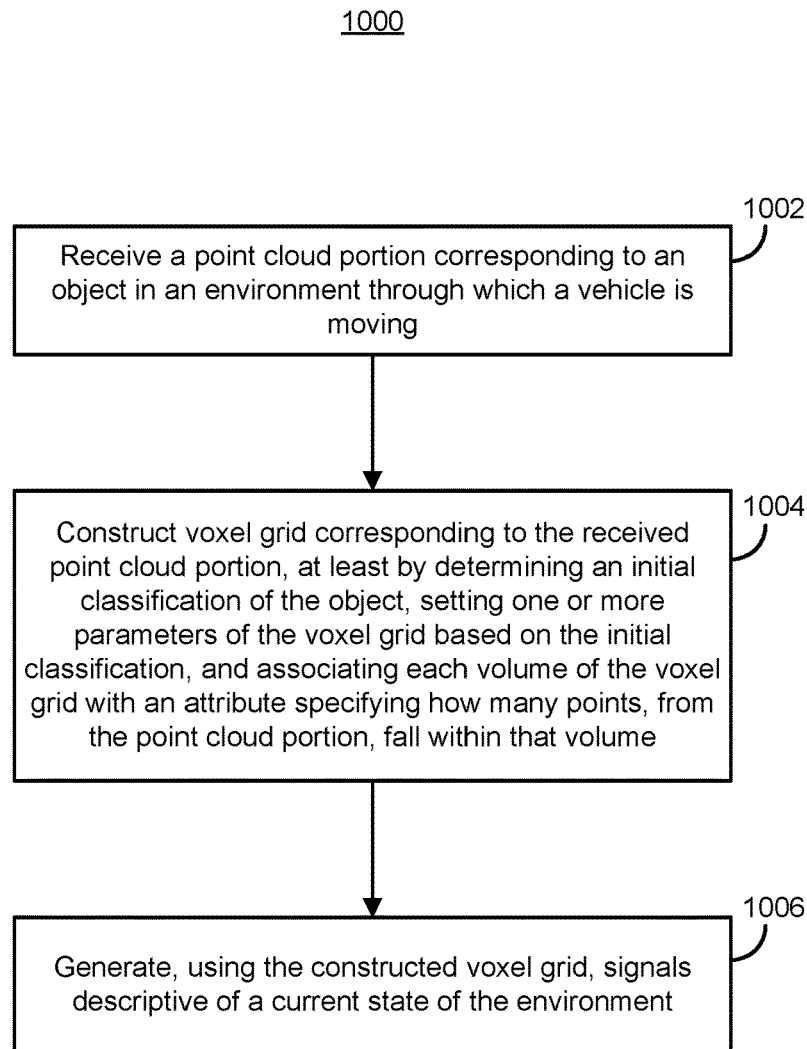 1000
1002
Receive a point cloud portion corresponding to an
object in an environment through which a vehicle is
moving
1004
Construct voxel grid corresponding to the received
point cloud portion, at least by determining an initial
classification of the object, setting one or more
parameters of the voxel grid based on the initial
classification, and associating each volume of the voxel
grid with an attribute specifying how many points, from
the point cloud portion, fall within that volume
1006
Generate, using the constructed voxel grid, signals
descriptive of a current state of the environment